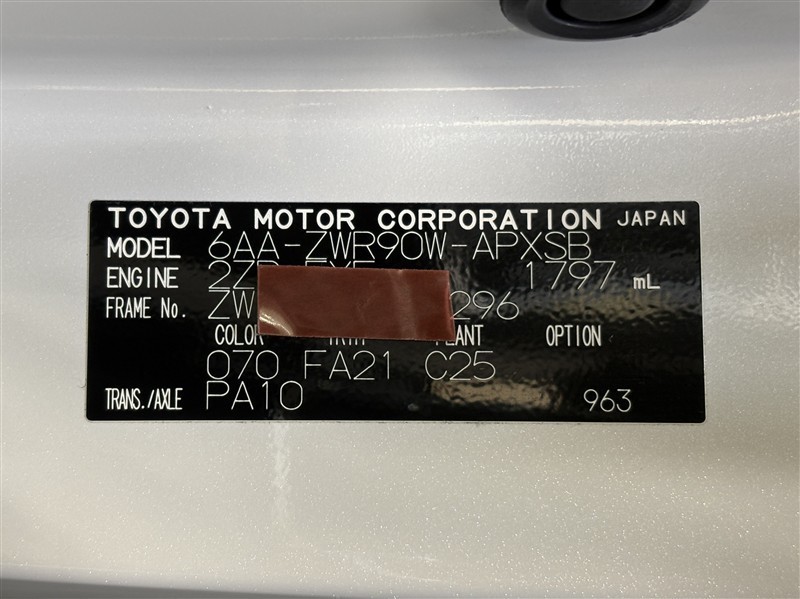 TOYOTA MOTOR CORPORATION JAPAN
MODEL 6AA-ZWR90W-APXSB
ENGINE 1797 mL
FRAME No. ZW 296
COLOR OPTION
070 FA21 C25
TRANS./AXLE PA10 963